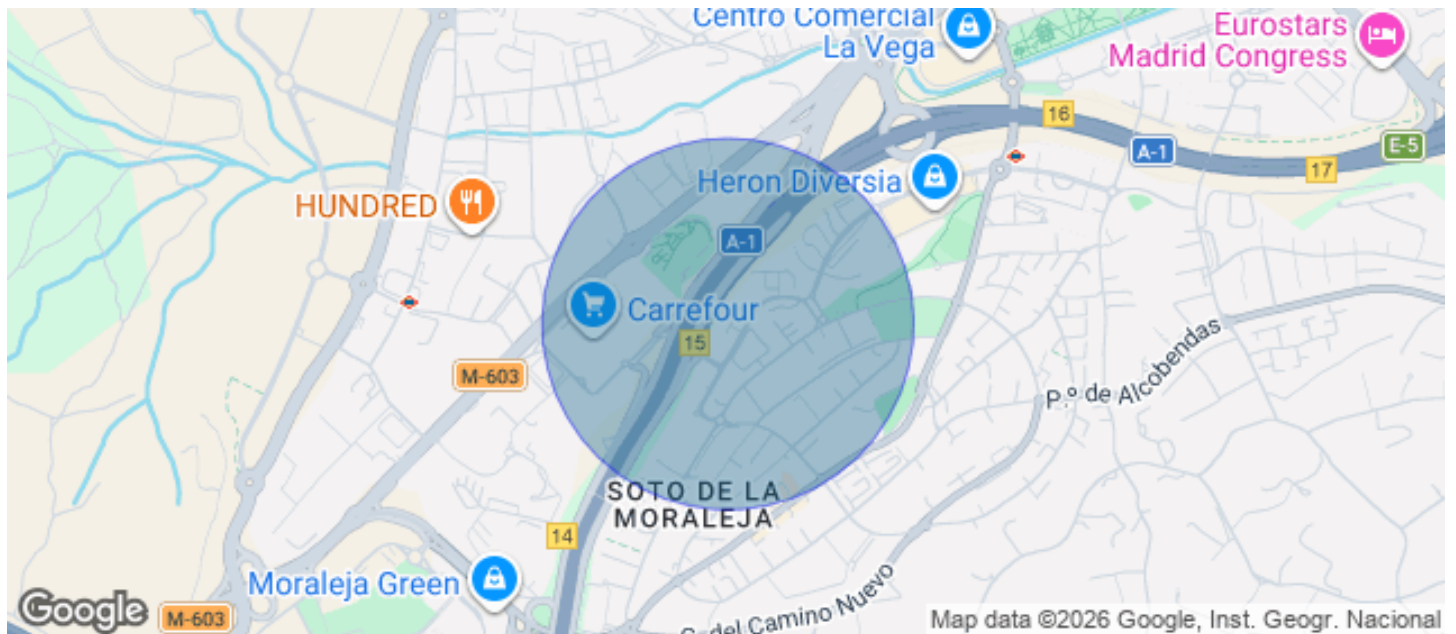 Centro Comercial
La Vega
Eurostars
Madrid Congress
16
A-1
E-5
17
Heron Diversia
HUNDRED
A-1
Carrefour
15
M-603
P.º de Alcobendas
SOTO DE LA
MORALEJA
14
Moraleja Green
C. del Camino Nuevo
Google
M-603
Map data ©2026 Google, Inst. Geogr. Nacional